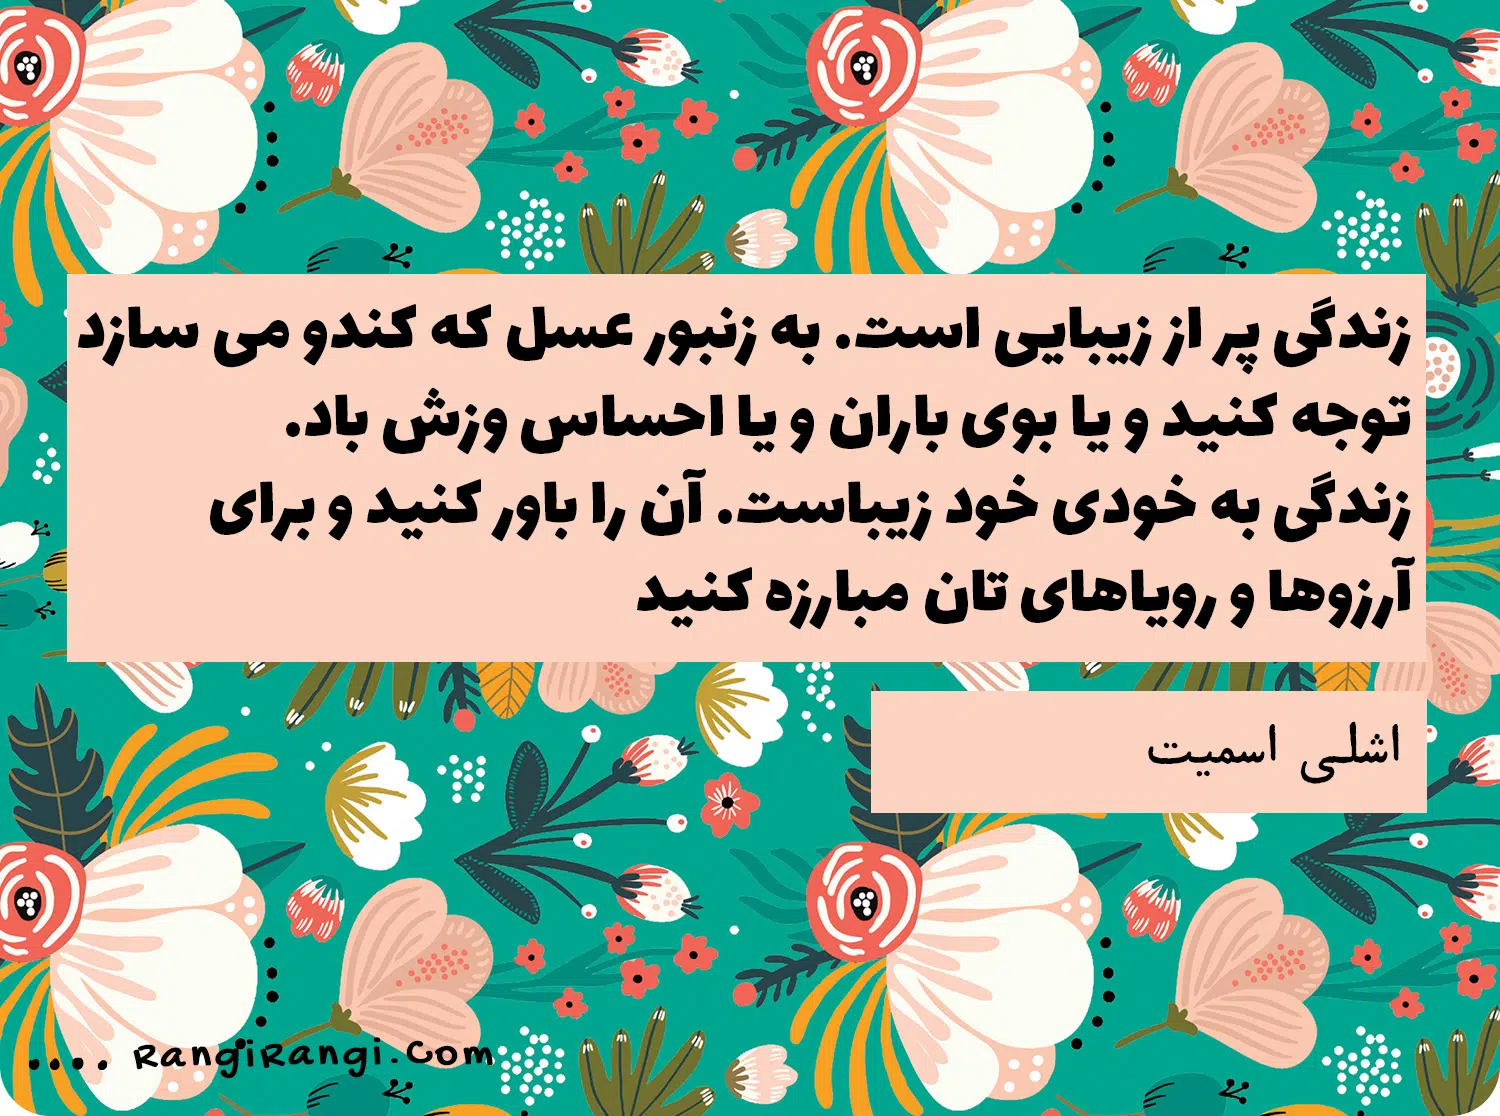 زندگی پر از زیبایی است. به زنبور عسل که کندو می سازد
توجه کنید و یا بوی باران و یا احساس وزش باد.
زندگی به خودی خود زیباست. آن را باور کنید و برای
آرزوها و رویاهای تان مبارزه کنید
اشلی اسمیت
.... RangiRangi.Com